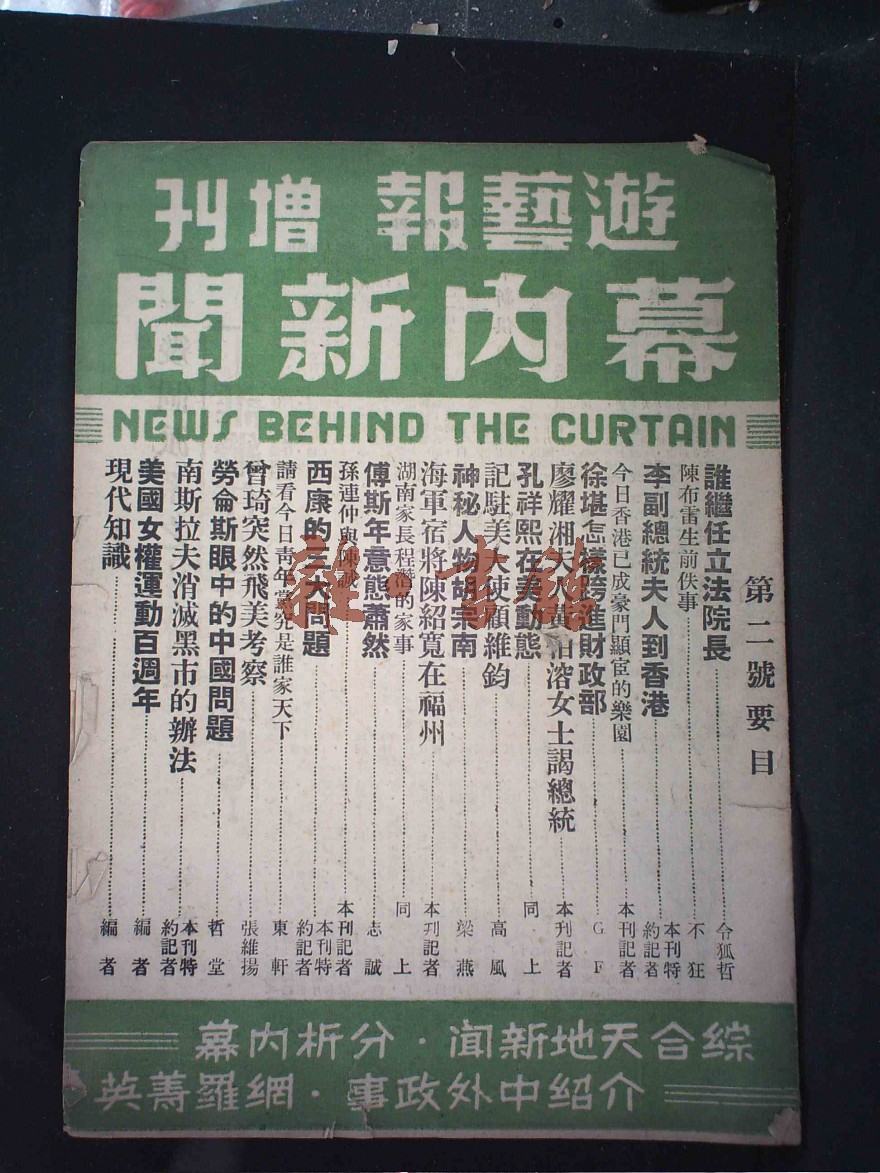 遊藝報 增刊
幕內新聞
NEWS BEHIND THE CURTAIN
第二號要目
誰繼任立法院長……令狐哲
陳布雷生前佚事……不狂
李副總統夫人到香港……本刊特約記者
今日香港已成豪門顯宦的樂園……本刊記者
徐堪怎樣跨進財政部……G F
廖耀湘夫人黃伯溶女士謁總統……本刊記者
孔祥熙在美動態……同上
記駐美大使顧維鈞……高風
神秘人物胡宗南……梁燕
海軍宿將陳紹寬在福州……本刊記者
湖南家長程潛的家事……同上
傅斯年意態蕭然……志誠
孫連仲與陳誠……本刊記者
西康的三大問題……本刊特約記者
請看今日青年黨究是誰家天下……東軒
曾琦突然飛美考察……張維揚
勞倫斯眼中的中國問題……哲堂
南斯拉夫消滅黑市的辦法……本刊特約記者
美國女權運動百週年……編者
現代知識……編者
綜合天地新聞·分析內幕
介紹中外政事·網羅菁英
雜·書館